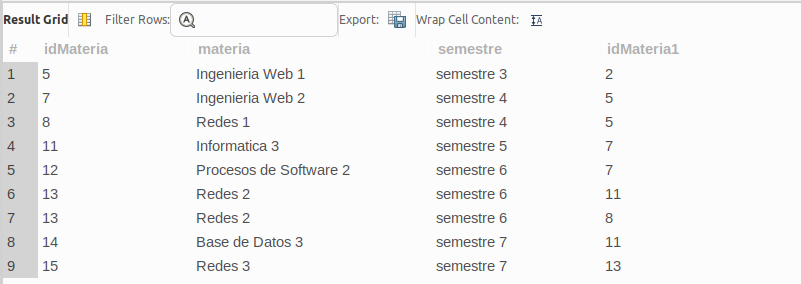 Result Grid Filter Rows: Export: Wrap Cell Content:
# idMateria materia semestre idMateria1
1 5 Ingenieria Web 1 semestre 3 2
2 7 Ingenieria Web 2 semestre 4 5
3 8 Redes 1 semestre 4 5
4 11 Informatica 3 semestre 5 7
5 12 Procesos de Software 2 semestre 6 7
6 13 Redes 2 semestre 6 11
7 13 Redes 2 semestre 6 8
8 14 Base de Datos 3 semestre 7 11
9 15 Redes 3 semestre 7 13